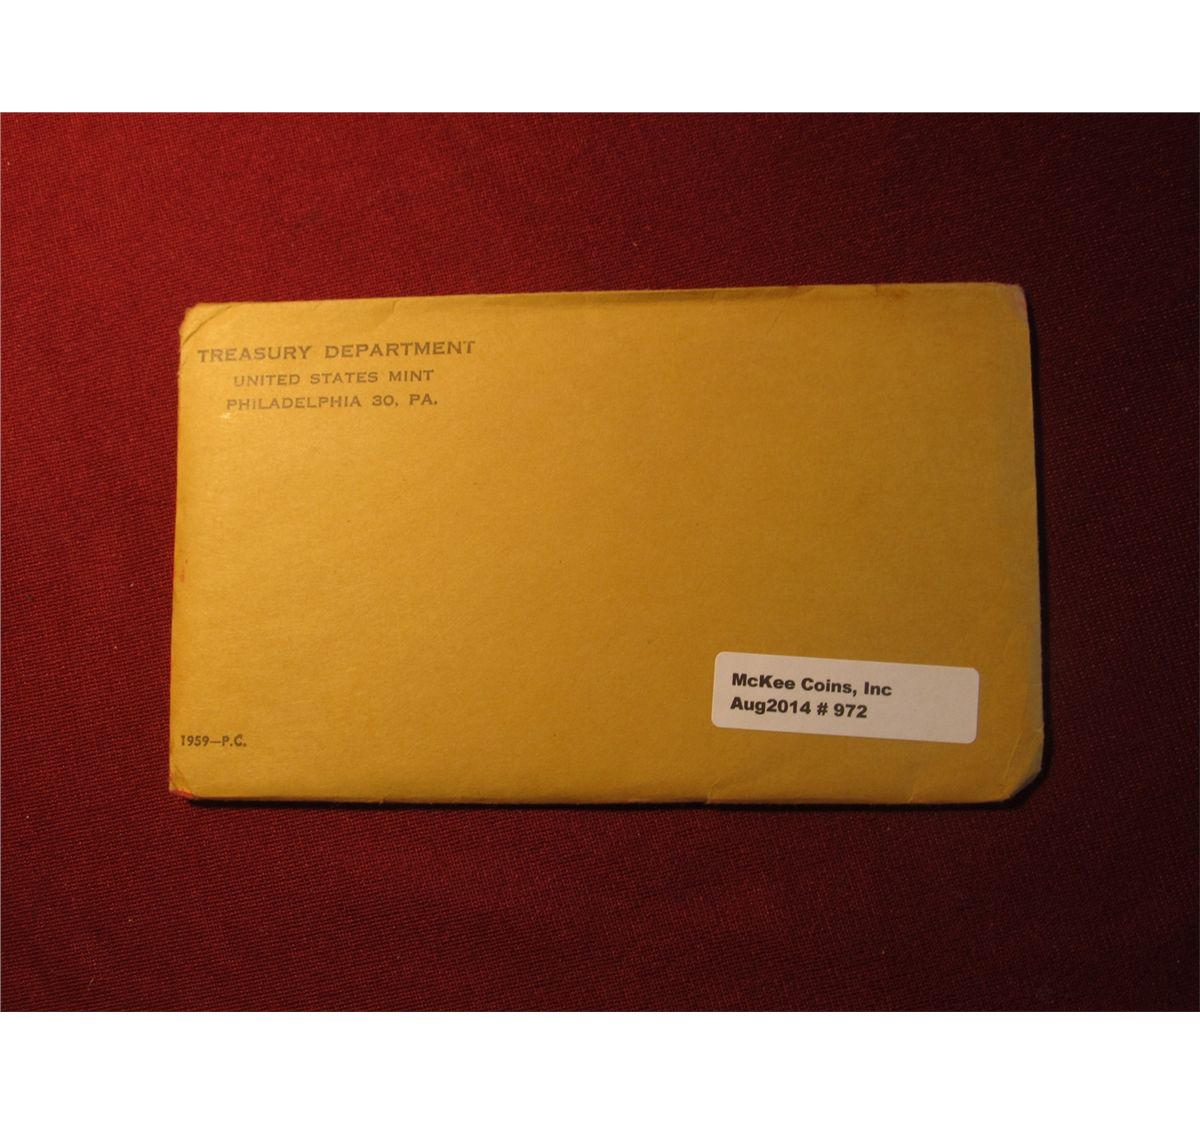 TREASURY DEPARTMENT
UNITED STATES MINT
PHILADELPHIA 30, PA.
McKee Coins, Inc
Aug2014 # 972
1959—P.C.